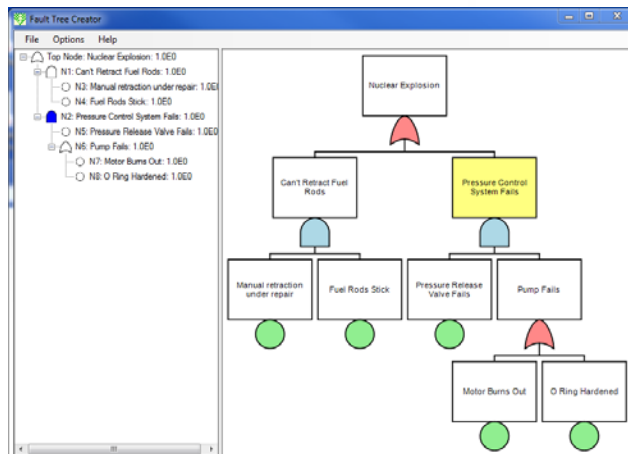 Fault Tree Creator
File Options Help
Top Node: Nuclear Explosion: 1.0E0
N1: Can't Retract Fuel Rods: 1.0E0
N3: Manual retraction under repair: 1.0E0
N4: Fuel Rods Stick: 1.0E0
N2: Pressure Control System Fails: 1.0E0
N5: Pressure Release Valve Fails: 1.0E0
N6: Pump Fails: 1.0E0
N7: Motor Burns Out: 1.0E0
N8: O Ring Hardened: 1.0E0
Nuclear Explosion
Can't Retract Fuel
Rods
Pressure Control
System Fails
Manual retraction
under repair
Fuel Rods Stick
Pressure Release
Valve Fails
Pump Fails
Motor Burns Out
O Ring Hardened